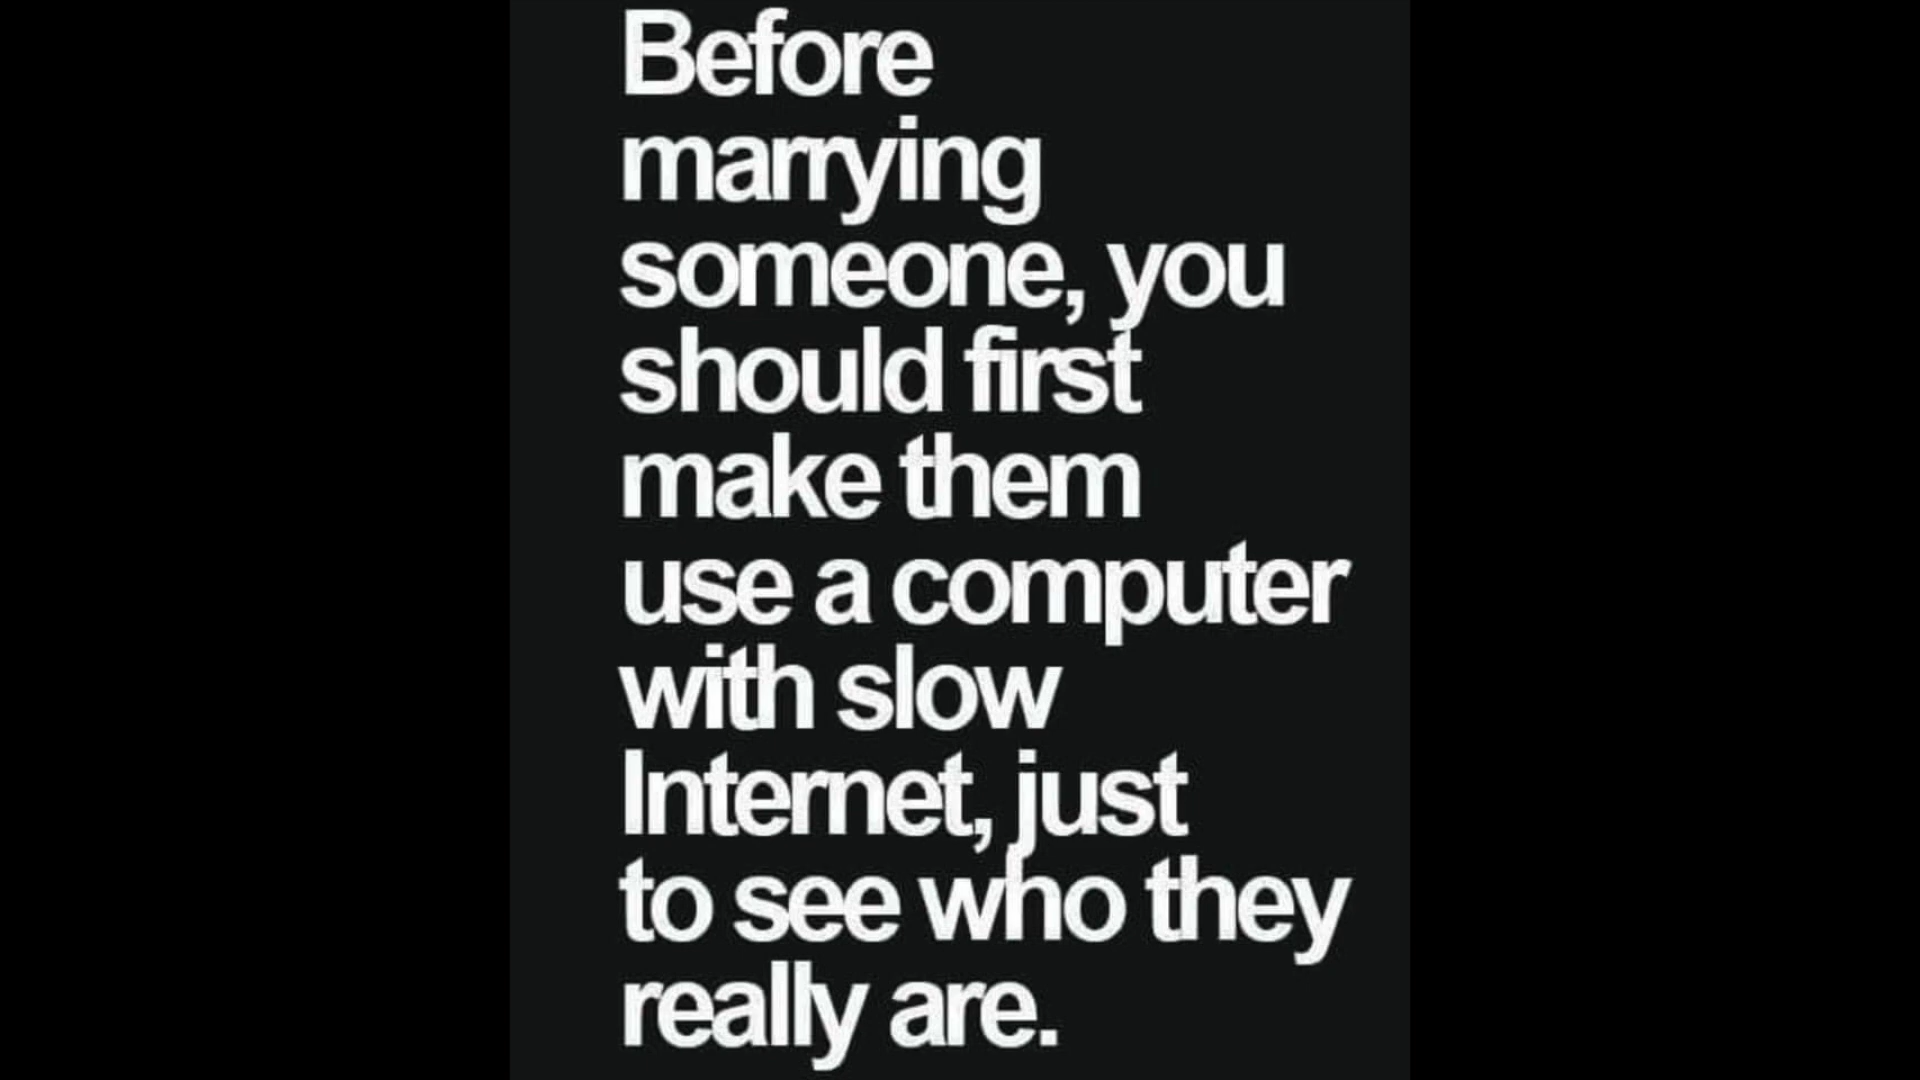 Before
marrying
someone, you
should first
make them
use a computer
with slow
Internet, just
to see who they
really are.